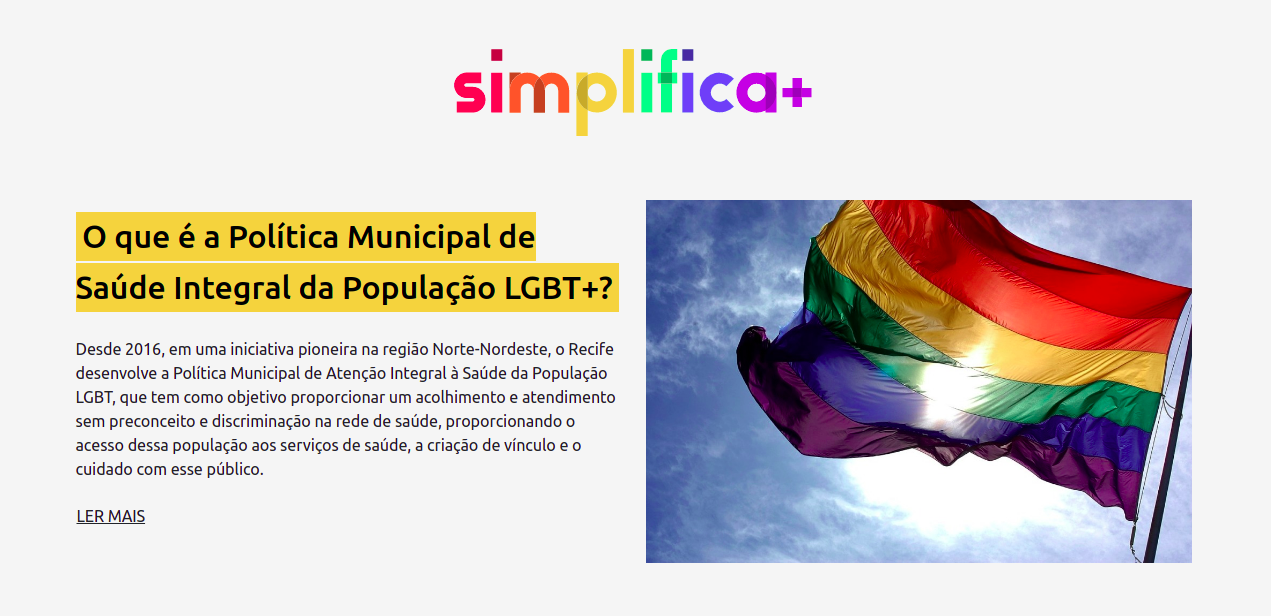 simplifica+
O que é a Política Municipal de
Saúde Integral da População LGBT+?
Desde 2016, em uma iniciativa pioneira na região Norte-Nordeste, o Recife
desenvolve a Política Municipal de Atenção Integral à Saúde da População
LGBT, que tem como objetivo proporcionar um acolhimento e atendimento
sem preconceito e discriminação na rede de saúde, proporcionando o
acesso dessa população aos serviços de saúde, a criação de vínculo e o
cuidado com esse público.
LER MAIS